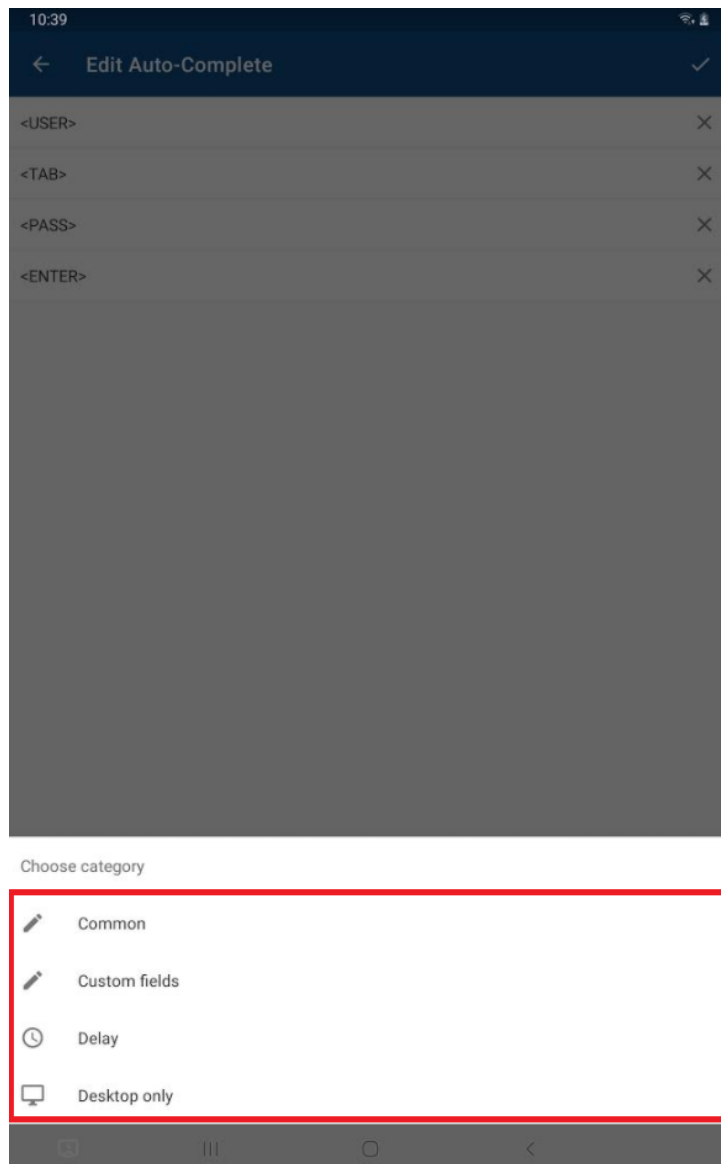 10:39
Edit Auto-Complete
<USER>
<TAB>
<PASS>
<ENTER>
Choose category
Common
Custom fields
Delay
Desktop only